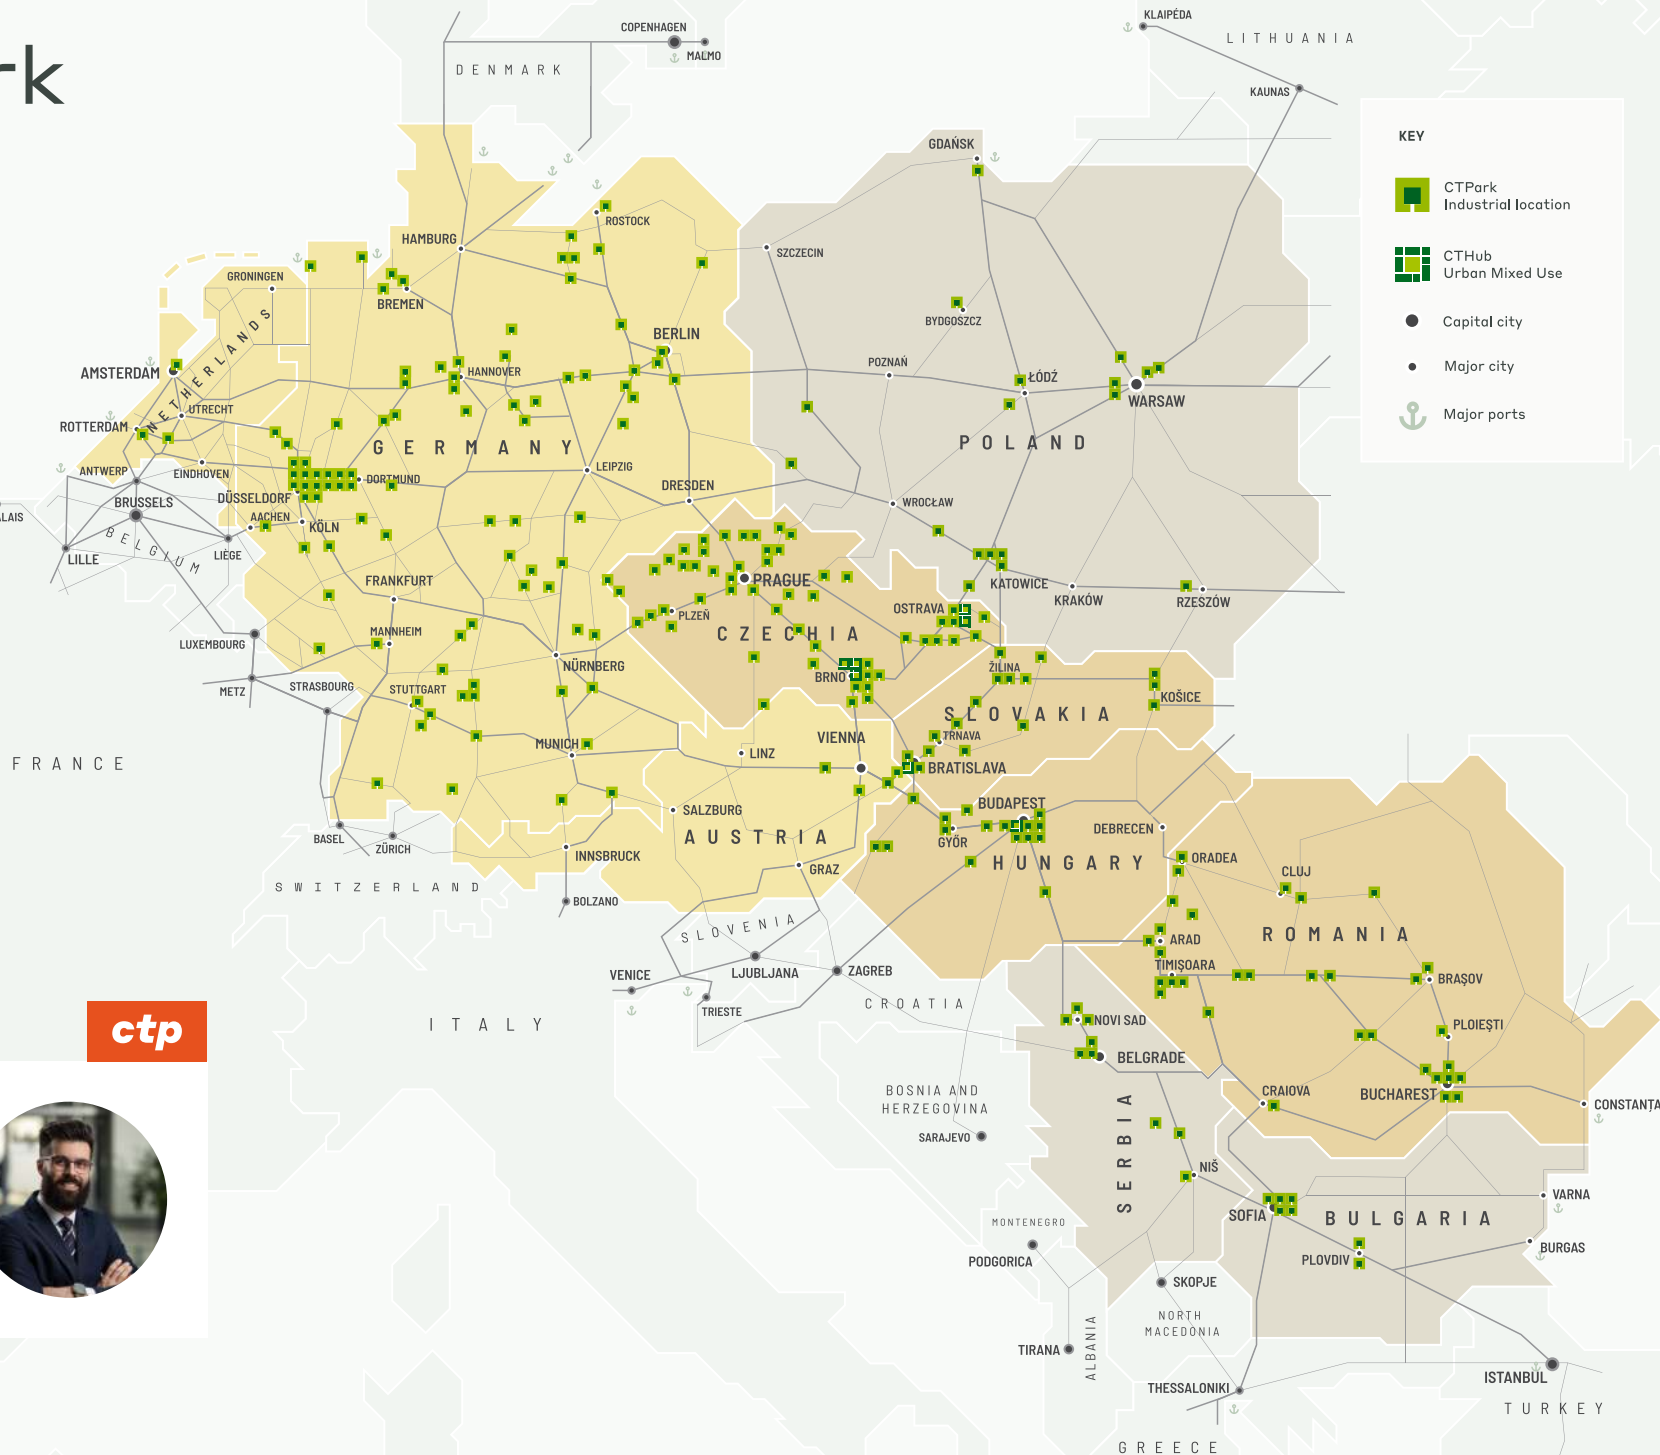 rk
COPENHAGEN
MALMO
DENMARK
KLAIPĖDA
LITHUANIA
KAUNAS
KEY
CTPark
Industrial location
CTHub
Urban Mixed Use
Capital city
Major city
Major ports
GDAŃSK
ROSTOCK
HAMBURG
SZCZECIN
GRONINGEN
BREMEN
BYDGOSZCZ
NETHERLANDS
BERLIN
AMSTERDAM
HANNOVER
POZNAŃ
ŁÓDŹ
WARSAW
UTRECHT
ROTTERDAM
GERMANY
POLAND
ANTWERP
EINDHOVEN
DORTMUND
LEIPZIG
DRESDEN
BRUSSELS
DÜSSELDORF
WROCŁAW
ALAIS
AACHEN
KÖLN
BELGIUM
LIÈGE
LILLE
FRANKFURT
PRAGUE
KATOWICE
KRAKÓW
RZESZÓW
PLZEŇ
OSTRAVA
CZECHIA
MANNHEIM
LUXEMBOURG
NÜRNBERG
ŽILINA
BRNO
METZ
STRASBOURG
STUTTGART
KOŠICE
SLOVAKIA
TRNAVA
VIENNA
MUNICH
LINZ
FRANCE
BRATISLAVA
BUDAPEST
SALZBURG
AUSTRIA
DEBRECEN
BASEL
ZÜRICH
GYŐR
INNSBRUCK
HUNGARY
ORADEA
GRAZ
CLUJ
SWITZERLAND
BOLZANO
SLOVENIA
ROMANIA
ARAD
TIMIȘOARA
VENICE
LJUBLJANA
ZAGREB
BRAȘOV
TRIESTE
CROATIA
ITALY
NOVI SAD
PLOIEȘTI
ctp
BELGRADE
BOSNIA AND
HERZEGOVINA
CRAIOVA
BUCHAREST
CONSTANȚA
SARAJEVO
SERBIA
NIŠ
VARNA
SOFIA
BULGARIA
MONTENEGRO
PODGORICA
PLOVDIV
BURGAS
SKOPJE
NORTH
MACEDONIA
TIRANA
ALBANIA
ISTANBUL
THESSALONIKI
TURKEY
GREECE